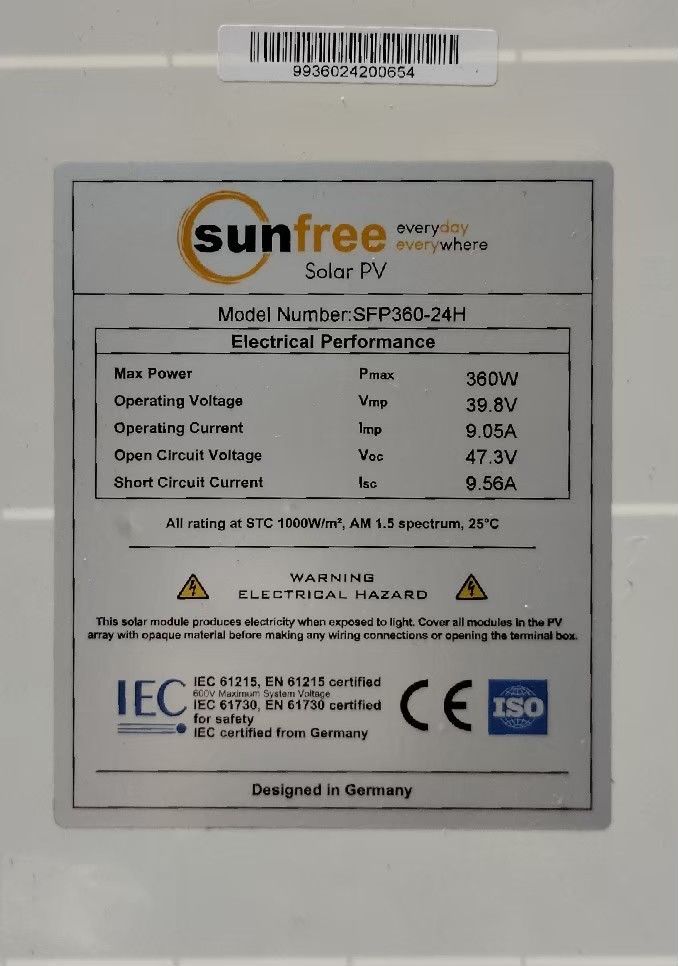 9936024200654
sunfree everyday
everywhere
Solar PV
Model Number:SFP360-24H
Electrical Performance
Max Power Pmax 360W
Operating Voltage Vmp 39.8V
Operating Current Imp 9.05A
Open Circuit Voltage Voc 47.3V
Short Circuit Current Isc 9.56A
All rating at STC 1000W/m², AM 1.5 spectrum, 25°C
WARNING
ELECTRICAL HAZARD
This solar module produces electricity when exposed to light. Cover all modules in the PV
array with opaque material before making any wiring connections or opening the terminal box.
IEC
IEC 61215, EN 61215 certified
600V Maximum System Voltage
IEC 61730, EN 61730 certified
for safety
IEC certified from Germany
CE ISO
Designed in Germany